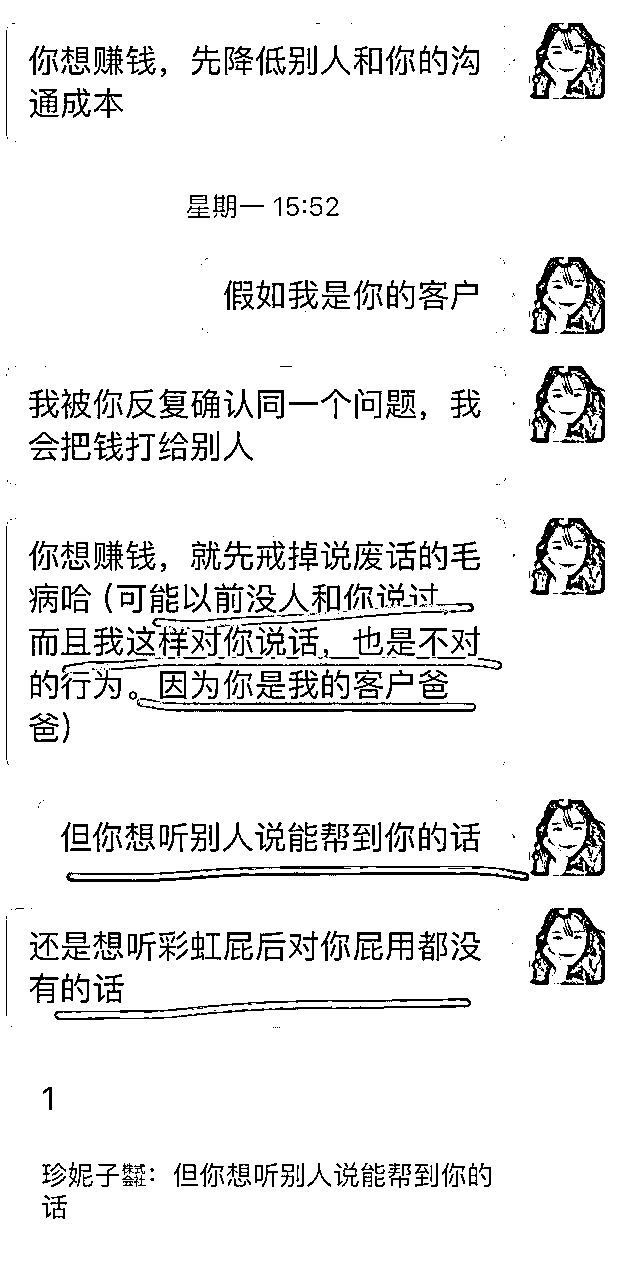 你想赚钱，先降低别人和你的沟
通成本
星期一 15:52
假如我是你的客户
我被你反复确认同一个问题，我
会把钱打给别人
你想赚钱，就先戒掉说废话的毛
病哈（可能以前没人和你说过，
而且我这样对你说话，也是不对
的行为。因为你是我的客户爸
爸）
但你想听别人说能帮到你的话
还是想听彩虹屁后对你屁用都没
有的话
1
珍妮子㍿：但你想听别人说能帮到你的
话